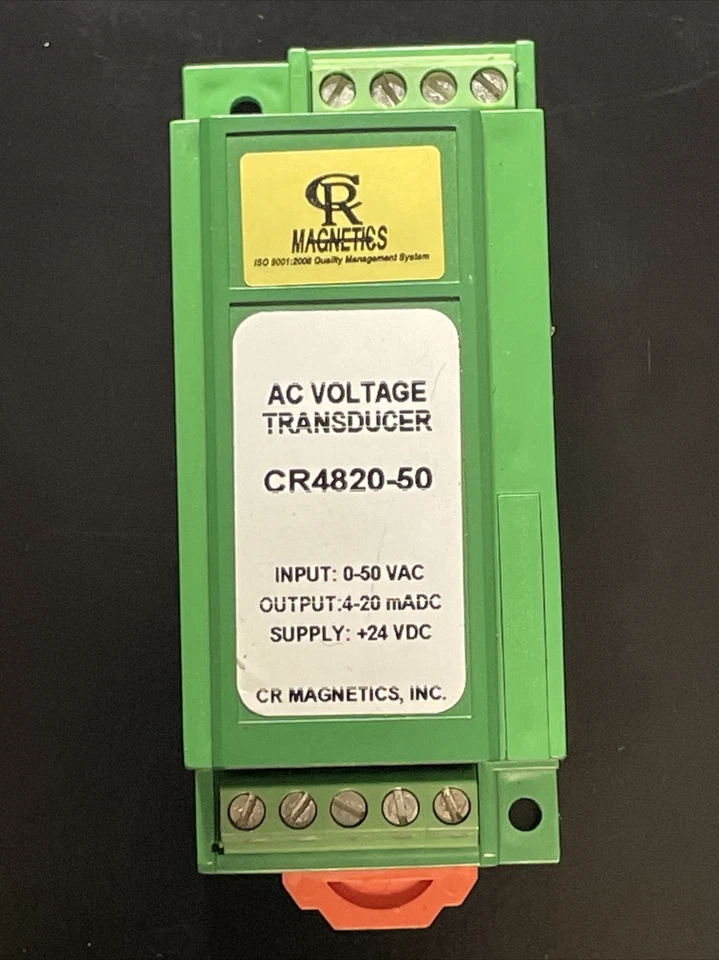 CR
MAGNETICS
ISO 9001:2008 Quality Management System
AC VOLTAGE
TRANSDUCER
CR4820-50
INPUT: 0-50 VAC
OUTPUT:4-20 mADC
SUPPLY: +24 VDC
CR MAGNETICS, INC.